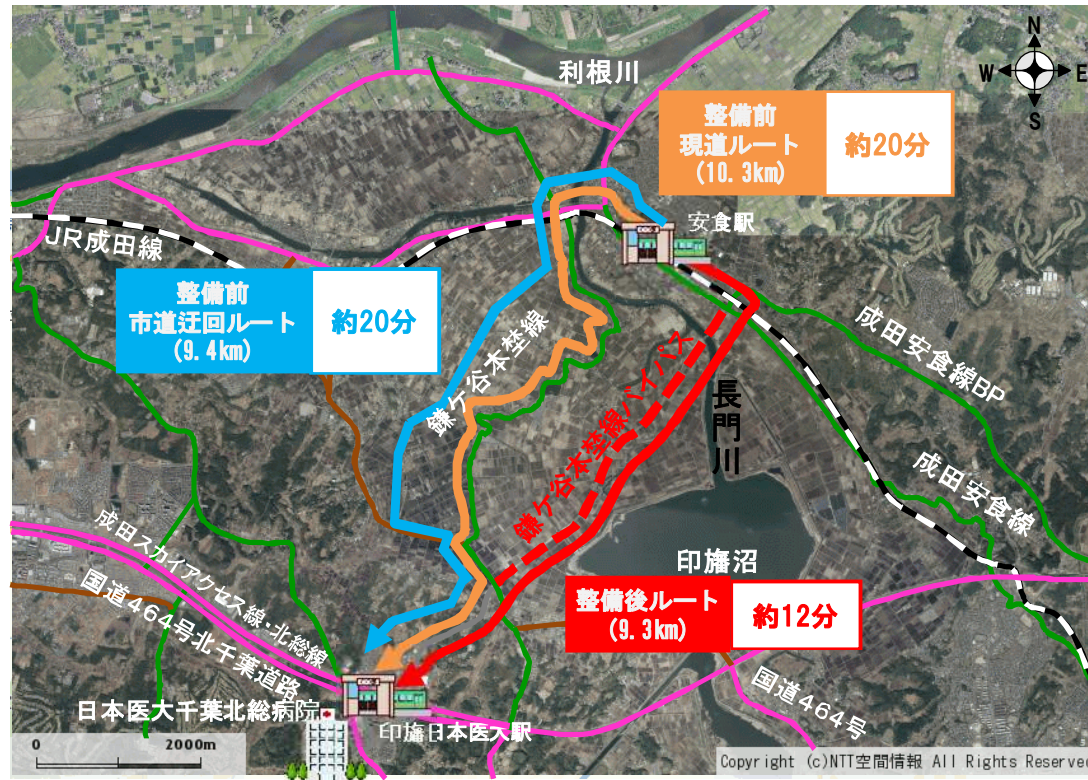 N
W E
S
利根川
整備前
現道ルート
(10.3km)
約20分
安食駅
JR成田線
整備前
市道迂回ルート
(9.4km)
約20分
鎌ケ谷本埜線
鎌ケ谷本埜線バイパス
長門川
成田安食線BP
成田安食線
成田スカイアクセス線・北総線
国道464号北千葉道路
印旛沼
整備後ルート
(9.3km)
約12分
国道464号
日本医大千葉北総病院
印旛日本医大駅
0 2000m
Copyright (c)NTT空間情報 All Rights Reserve